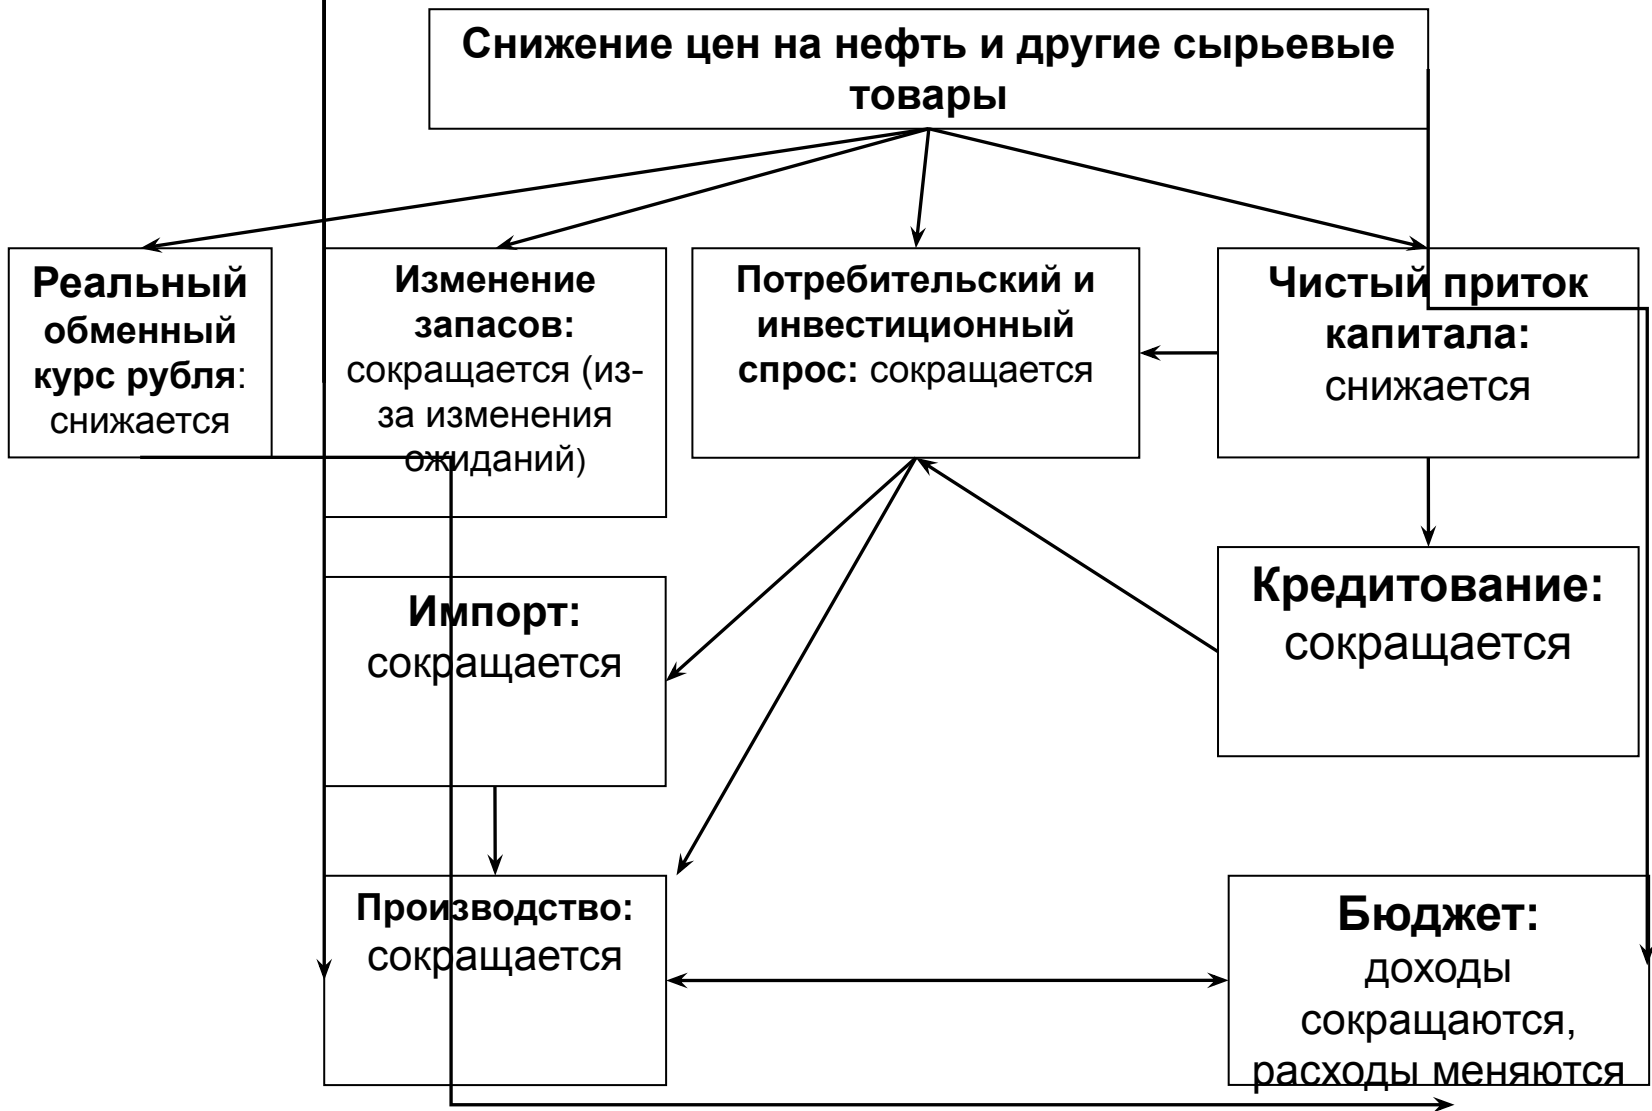 Снижение цен на нефть и другие сырьевые
товары
Реальный
обменный
курс рубля:
снижается
Изменение
запасов:
сокращается (из-
за изменения
ожиданий)
Потребительский и
инвестиционный
спрос: сокращается
Чистый приток
капитала:
снижается
Импорт:
сокращается
Кредитование:
сокращается
Производство:
сокращается
Бюджет:
доходы
сокращаются,
расходы меняются